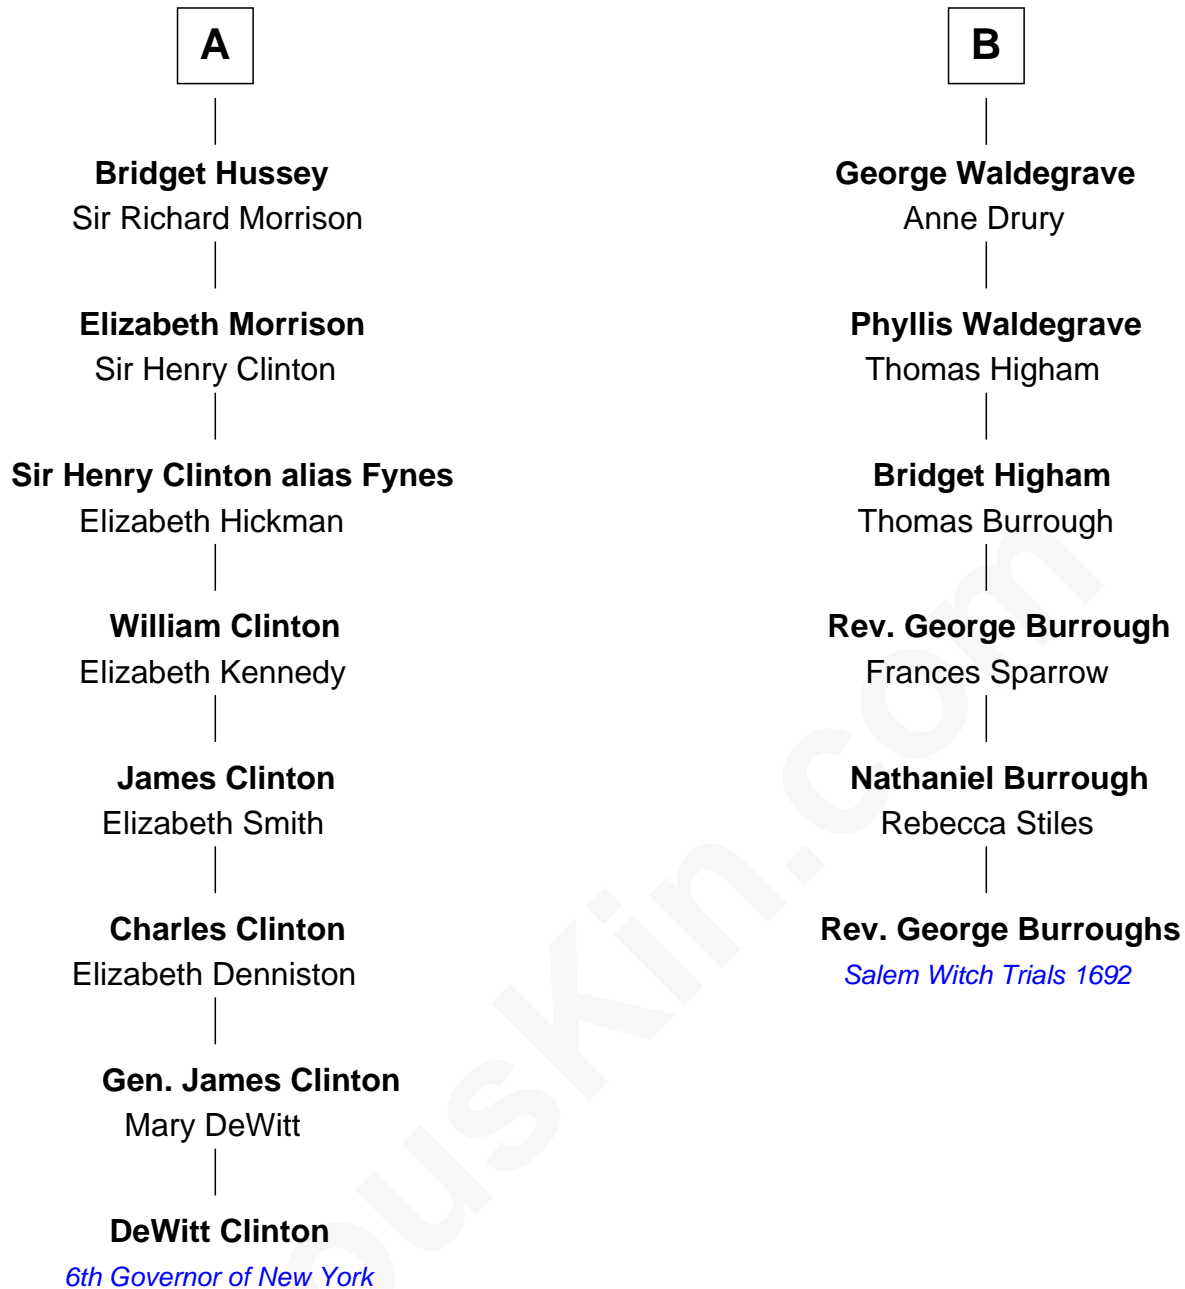 A
Bridget Hussey
Sir Richard Morrison
Elizabeth Morrison
Sir Henry Clinton
Sir Henry Clinton alias Fynes
Elizabeth Hickman
William Clinton
Elizabeth Kennedy
James Clinton
Elizabeth Smith
Charles Clinton
Elizabeth Denniston
Gen. James Clinton
Mary DeWitt
DeWitt Clinton
6th Governor of New York
B
George Waldegrave
Anne Drury
Phyllis Waldegrave
Thomas Higham
Bridget Higham
Thomas Burrough
Rev. George Burrough
Frances Sparrow
Nathaniel Burrough
Rebecca Stiles
Rev. George Burroughs
Salem Witch Trials 1692
ousKin.com